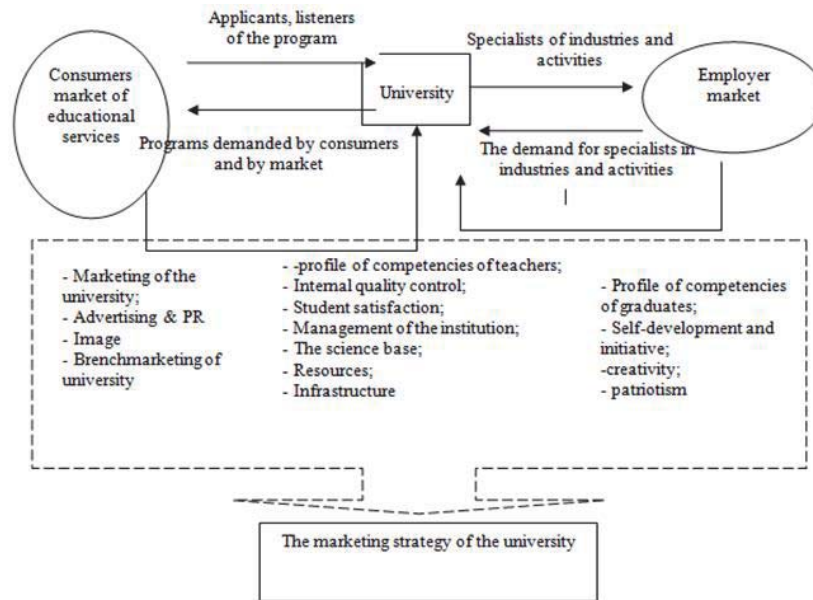 Applicants, listeners
of the program
Consumers
market of
educational
services
University
Specialists of industries and
activities
Employer
market
Programs demanded by consumers
and by market
The demand for specialists in
industries and activities
- Marketing of the
university;
- Advertising & PR
- Image
- Brenchmarketing of
university
- -profile of competencies of teachers;
- Internal quality control;
- Student satisfaction;
- Management of the institution;
- The science base;
- Resources;
- Infrastructure
- Profile of competencies
of graduates;
- Self-development and
initiative;
-creativity;
- patriotism
The marketing strategy of the university